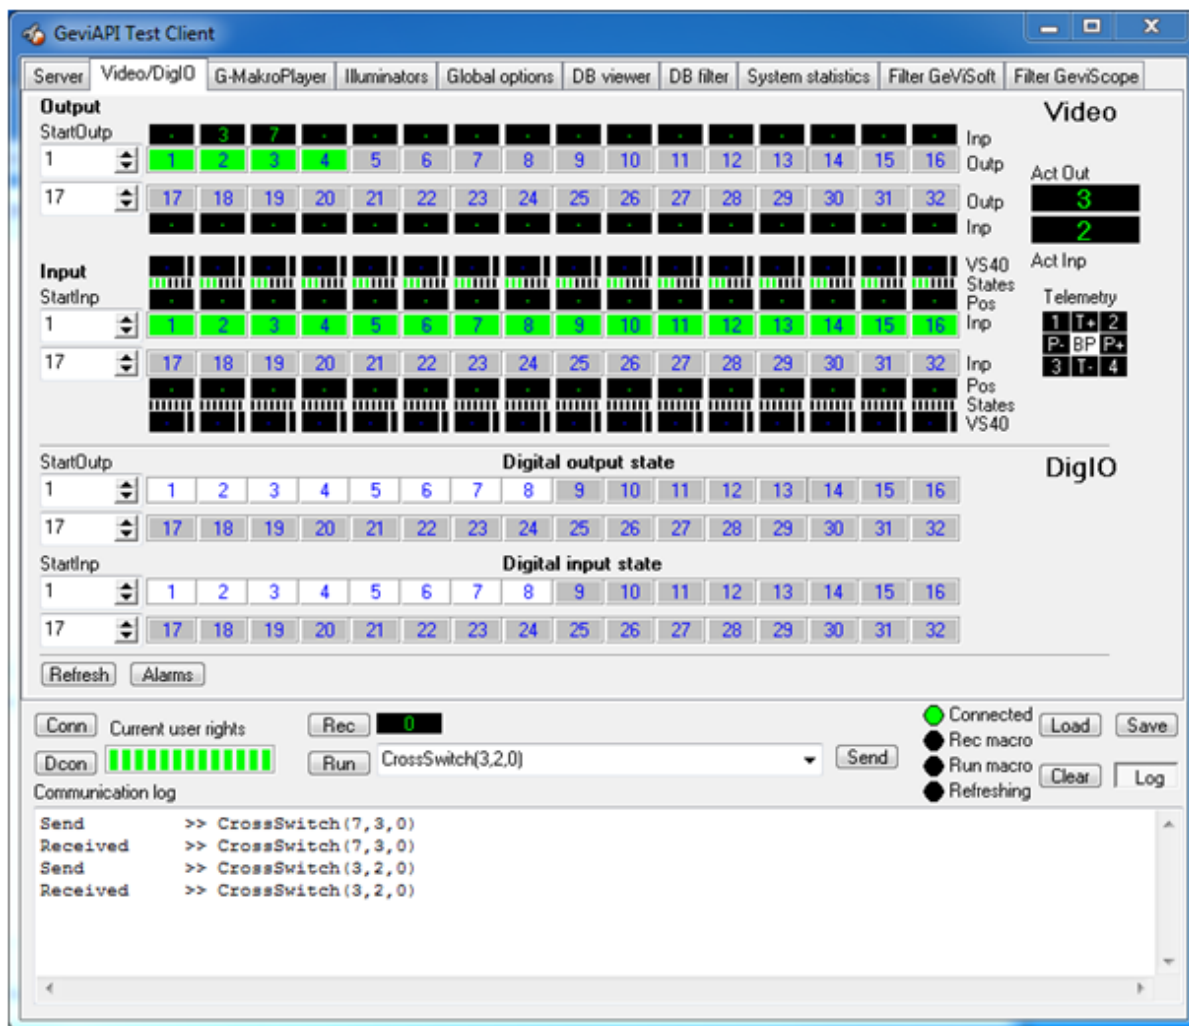 GeviAPI Test Client
Server Video/DigIO G-MakroPlayer Illuminators Global options DB viewer DB filter System statistics Filter GeViSoft Filter GeviScope
Output Video
StartOutp 3 7 Inp
1 1 2 3 4 5 6 7 8 9 10 11 12 13 14 15 16 Outp
Act Out
17 17 18 19 20 21 22 23 24 25 26 27 28 29 30 31 32 Outp 3
Inp 2
Input VS40 Act Inp
States
StartInp Pos Telemetry
1 1 2 3 4 5 6 7 8 9 10 11 12 13 14 15 16 Inp 1 T+ 2
P- BP P+
17 17 18 19 20 21 22 23 24 25 26 27 28 29 30 31 32 Inp 3 T- 4
Pos
States
VS40
StartOutp Digital output state DigIO
1 1 2 3 4 5 6 7 8 9 10 11 12 13 14 15 16
17 17 18 19 20 21 22 23 24 25 26 27 28 29 30 31 32
StartInp Digital input state
1 1 2 3 4 5 6 7 8 9 10 11 12 13 14 15 16
17 17 18 19 20 21 22 23 24 25 26 27 28 29 30 31 32
Refresh Alarms
Conn Current user rights Rec 0 Connected Load Save
Rec macro
Dcon Run CrossSwitch(3,2,0) Send Run macro Clear Log
Communication log Refreshing
Send >> CrossSwitch(7,3,0)
Received >> CrossSwitch(7,3,0)
Send >> CrossSwitch(3,2,0)
Received >> CrossSwitch(3,2,0)